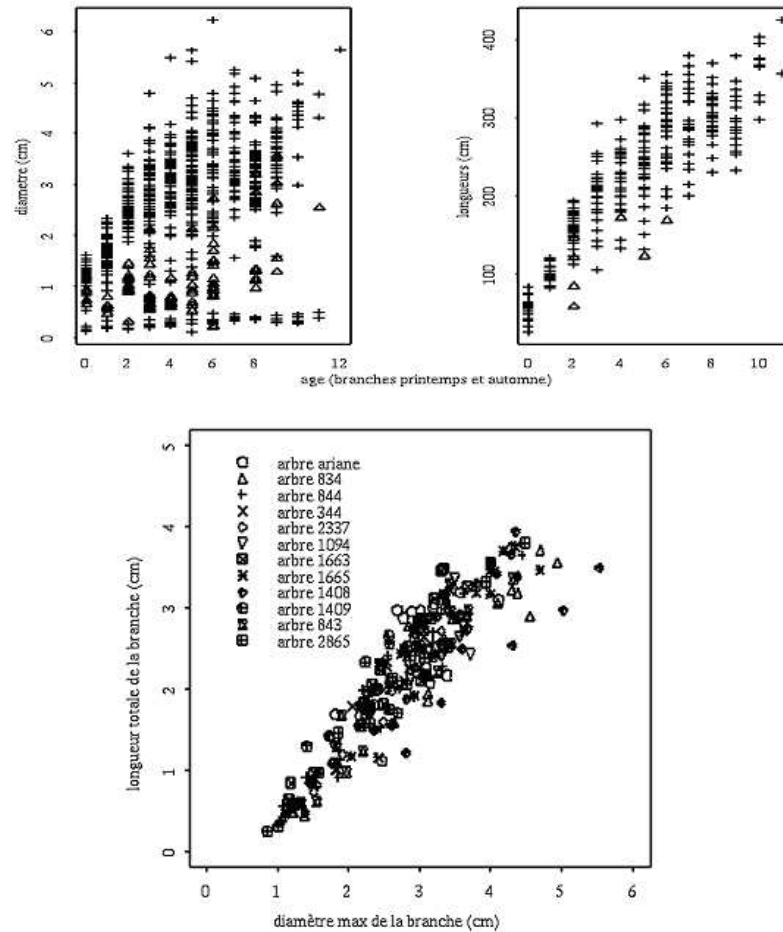 diametre (cm)
0 1 2 3 4 5 6
0 2 4 6 8 12
longueurs (cm)
100 200 300 400
0 2 4 6 8 10
age (branches printemps et automne)
longueur totale de la branche (cm)
0 1 2 3 4 5
arbre ariane
arbre 834
arbre 844
arbre 344
arbre 2337
arbre 1094
arbre 1663
arbre 1665
arbre 1408
arbre 1409
arbre 843
arbre 2865
0 1 2 3 4 5 6
diamètre max de la branche (cm)